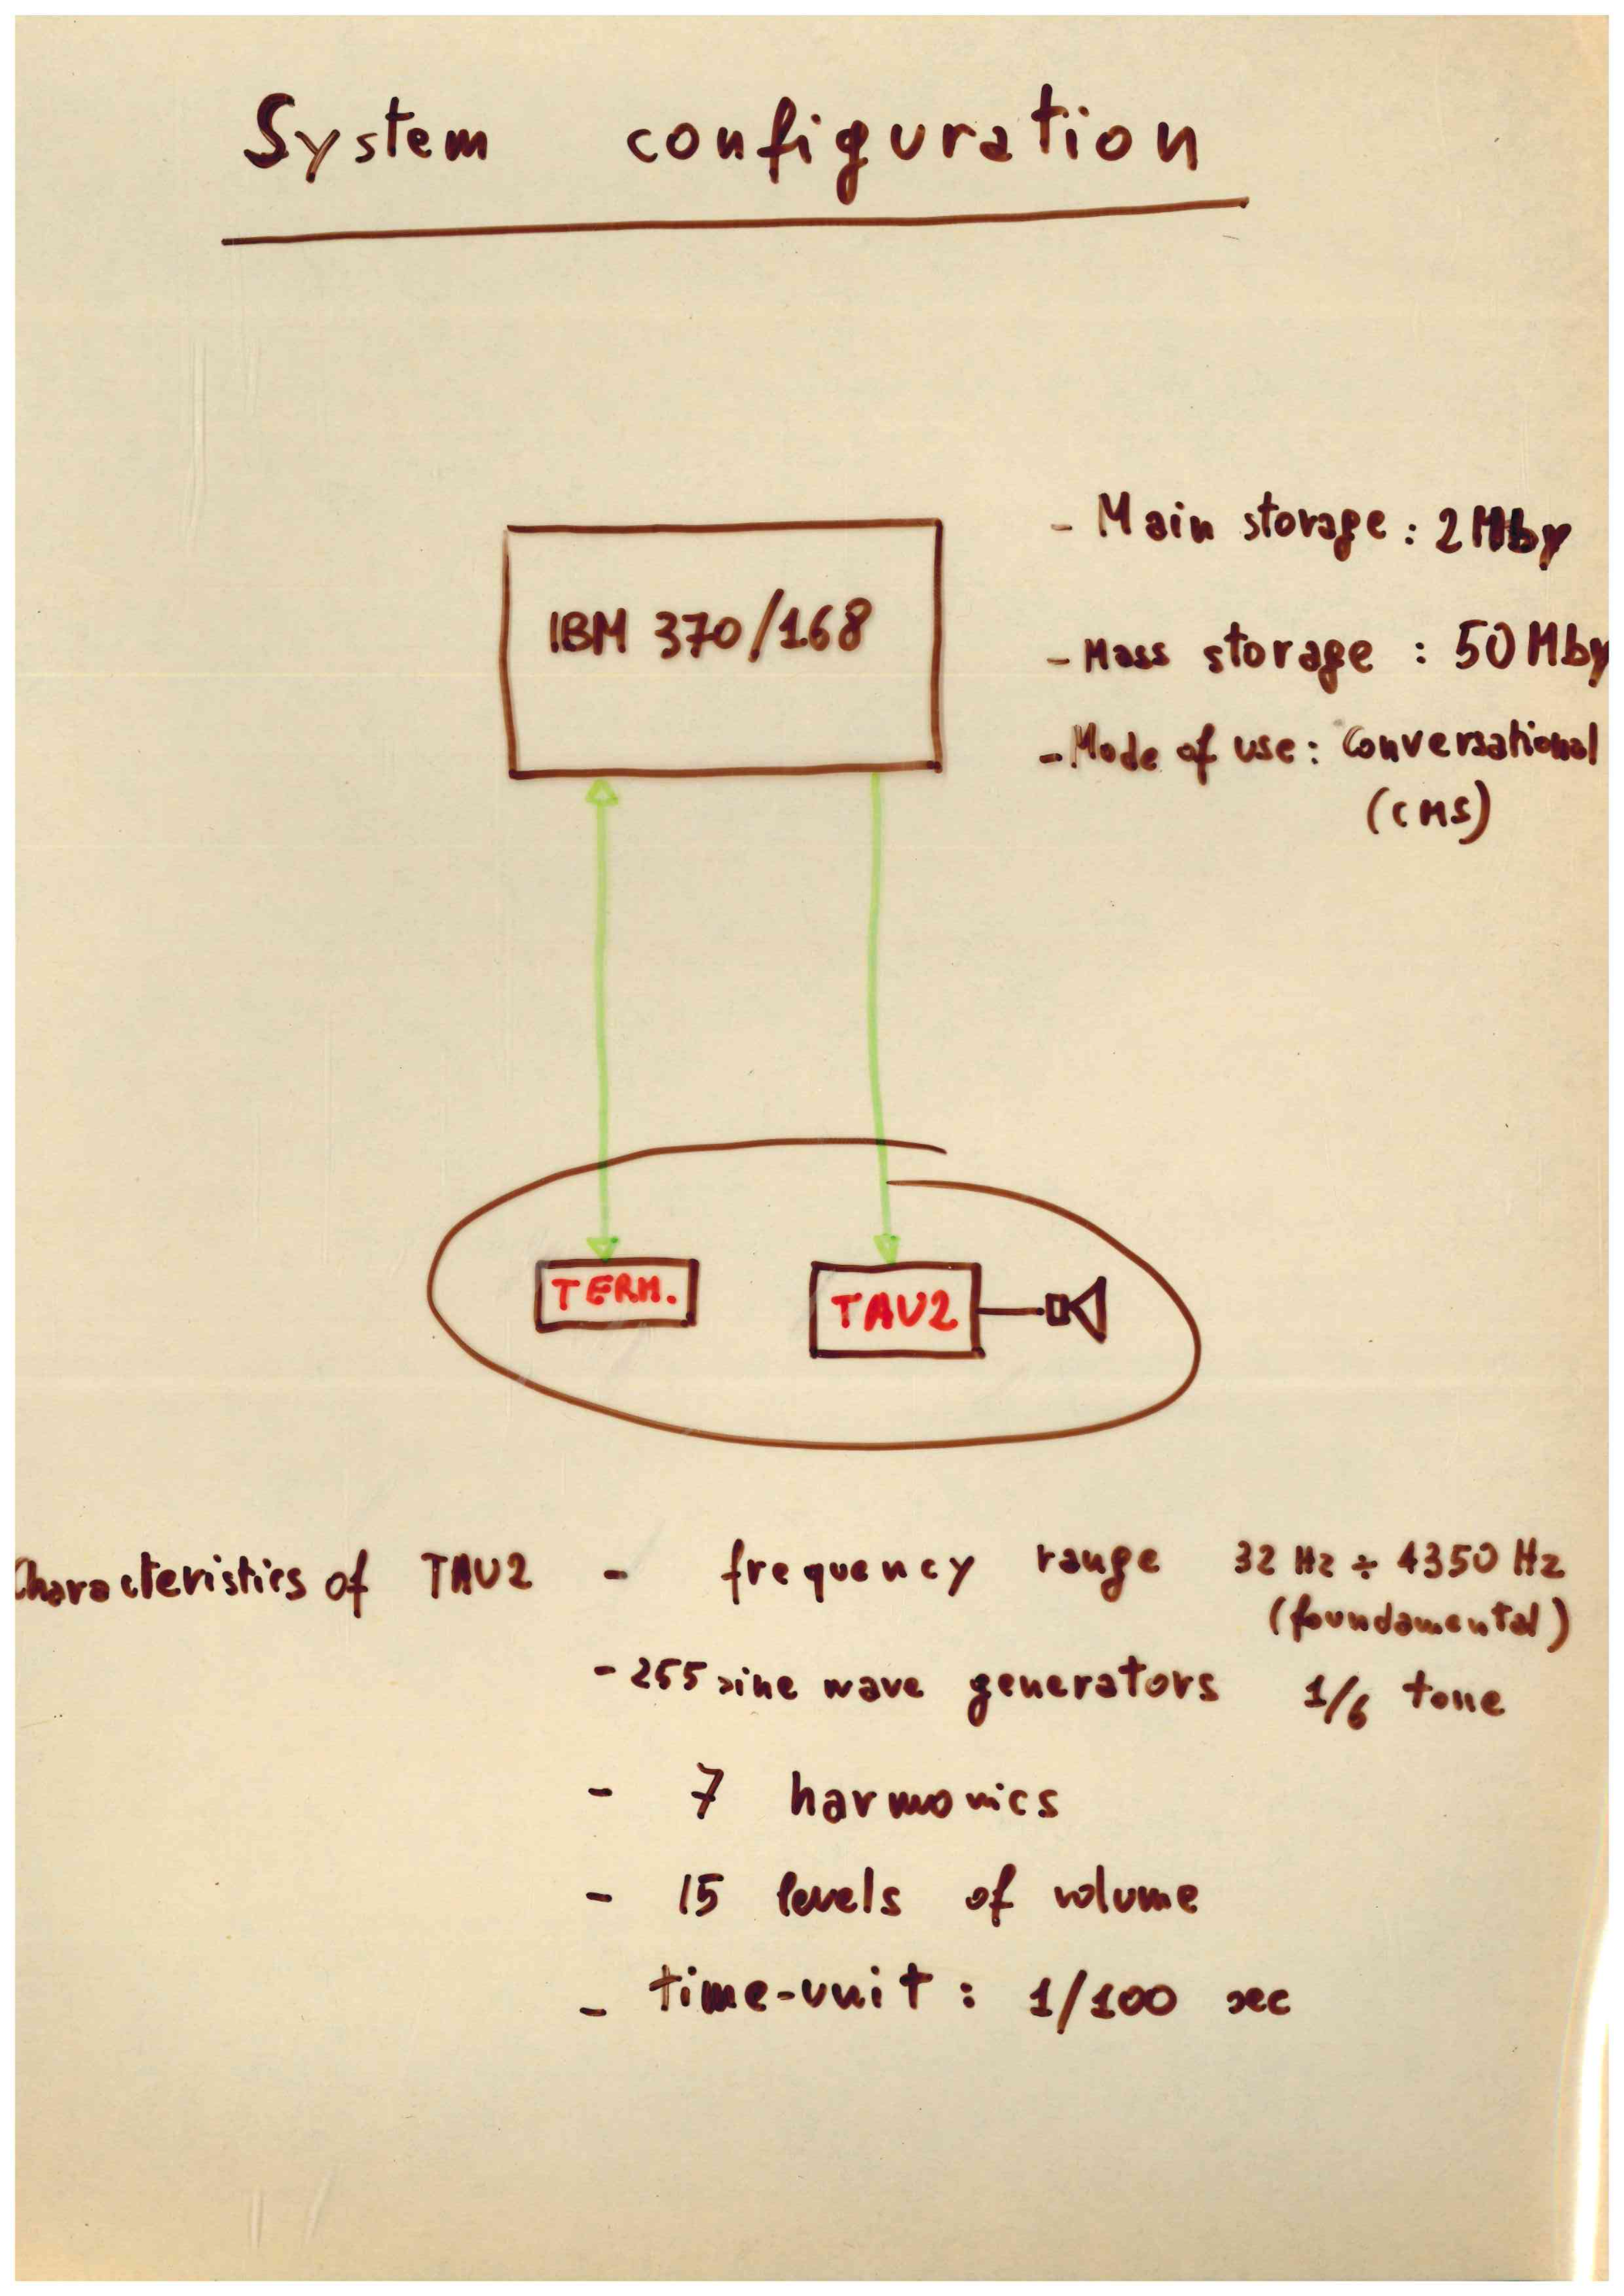 System configuration
IBM 370/168
- Main storage: 2 Mby
- Mass storage : 50 Mby
- Mode of use: Conversational
(CMS)
TERM.
TAU2
Characteristics of TAU2 - frequency range 32 Hz ÷ 4350 Hz
(foundamental)
- 255 sine wave generators 1/6 tone
- 7 harmonics
- 15 levels of volume
- time-unit: 1/100 sec